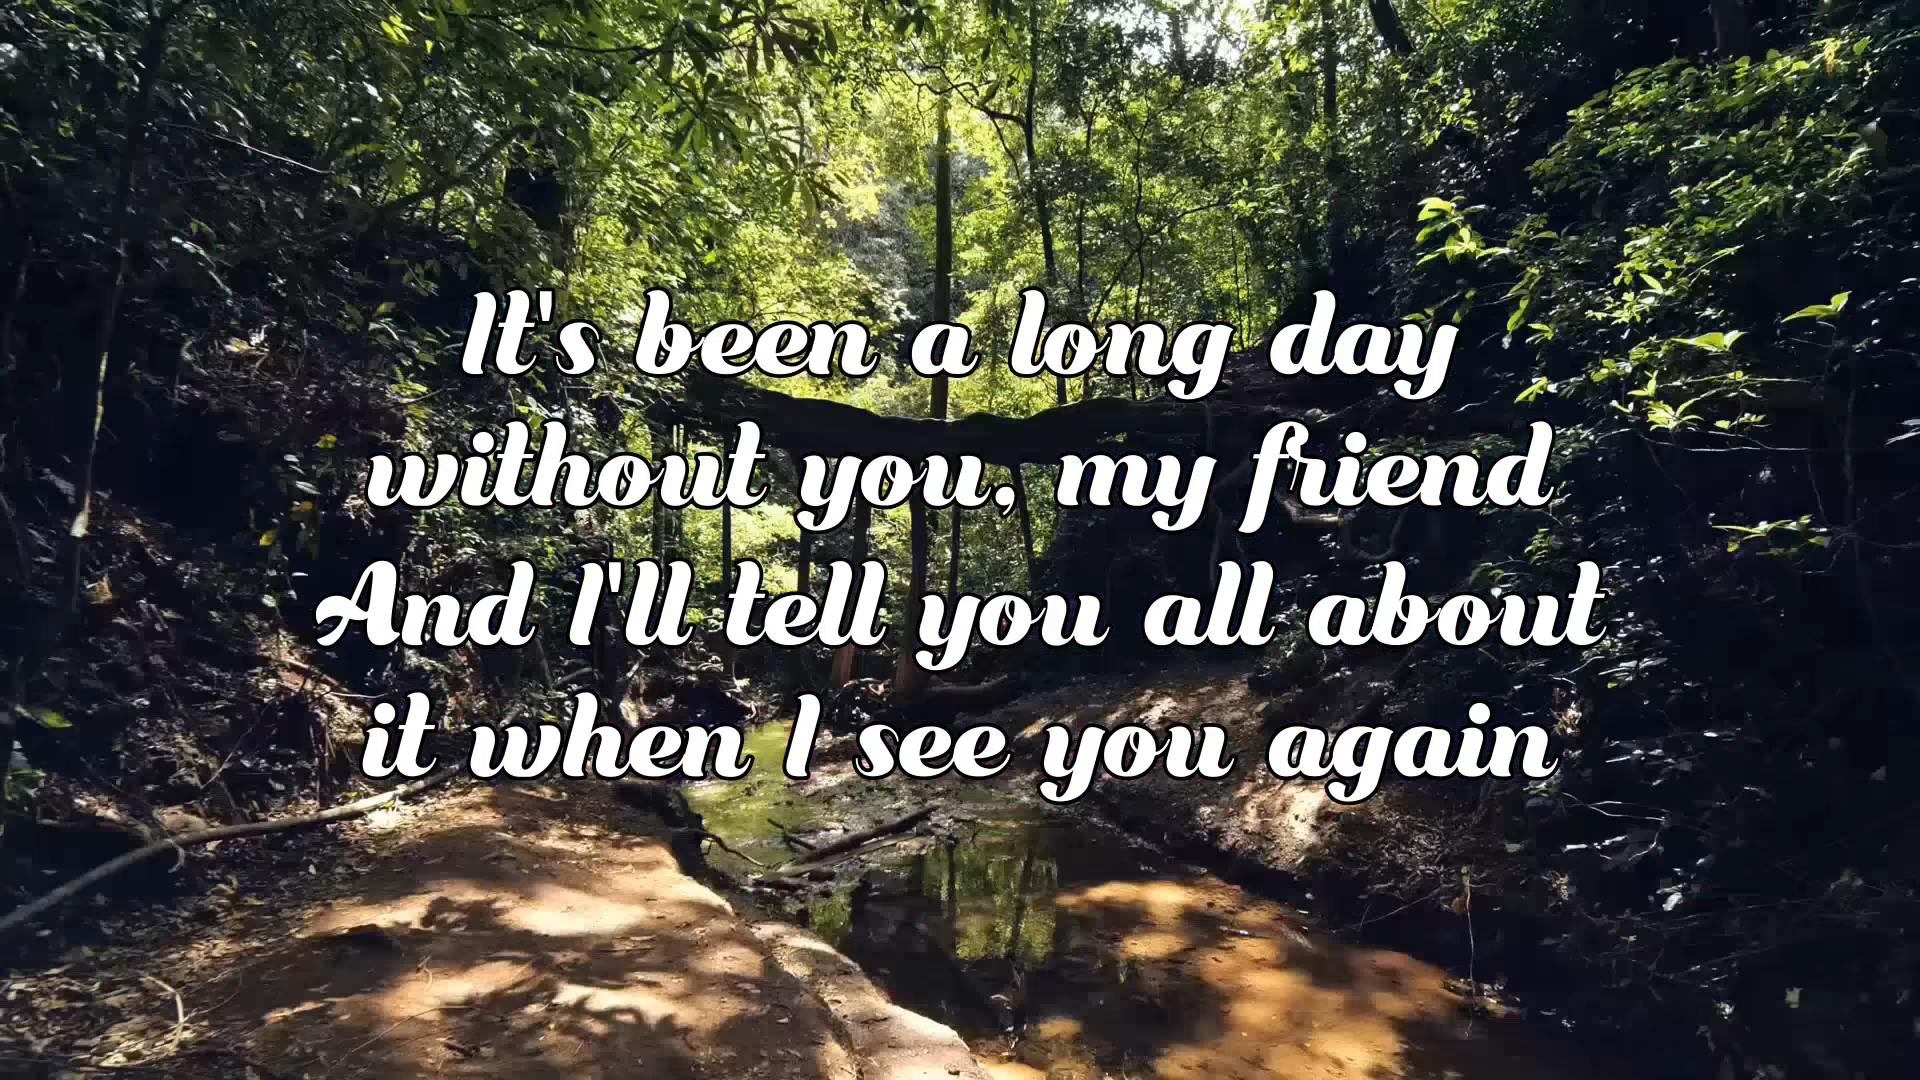 It's been a long day
without you, my friend
And I'll tell you all about
it when I see you again